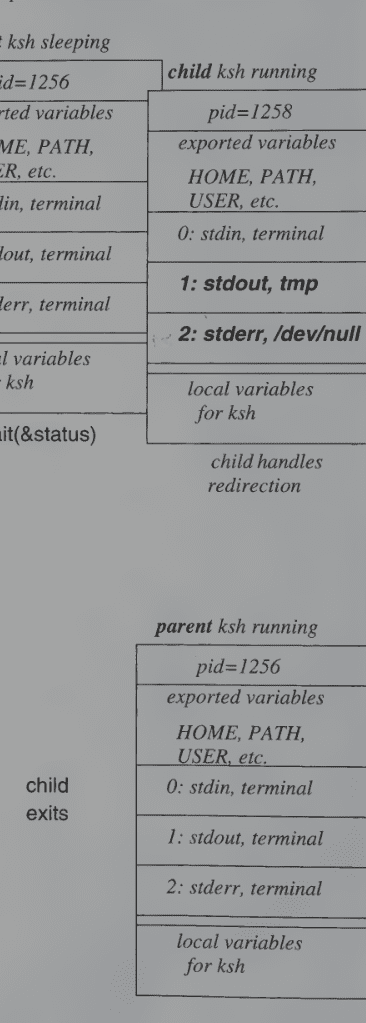 ksh sleeping
id=1256
rted variables
ME, PATH,
ER, etc.
din, terminal
dout, terminal
derr, terminal
al variables
ksh
ait(&status)
child ksh running
pid=1258
exported variables
HOME, PATH,
USER, etc.
0: stdin, terminal
1: stdout, tmp
2: stderr, /dev/null
local variables
for ksh
child handles
redirection
child
exits
parent ksh running
pid=1256
exported variables
HOME, PATH,
USER, etc.
0: stdin, terminal
1: stdout, terminal
2: stderr, terminal
local variables
for ksh